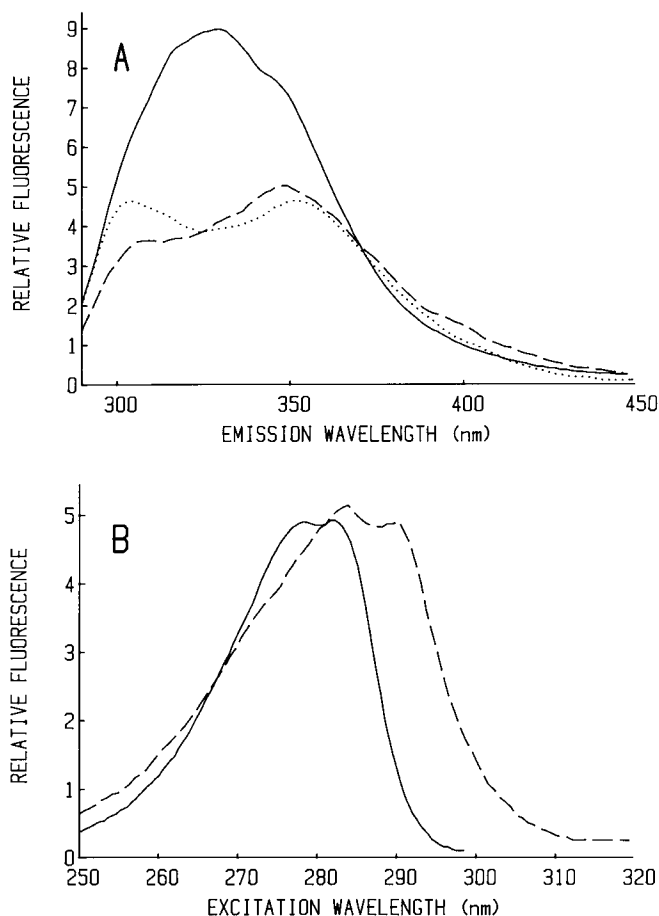 A
RELATIVE FLUORESCENCE
9
8
7
6
5
4
3
2
1
0
300 350 400 450
EMISSION WAVELENGTH (nm)
B
RELATIVE FLUORESCENCE
5
4
3
2
1
0
250 260 270 280 290 300 310 320
EXCITATION WAVELENGTH (nm)